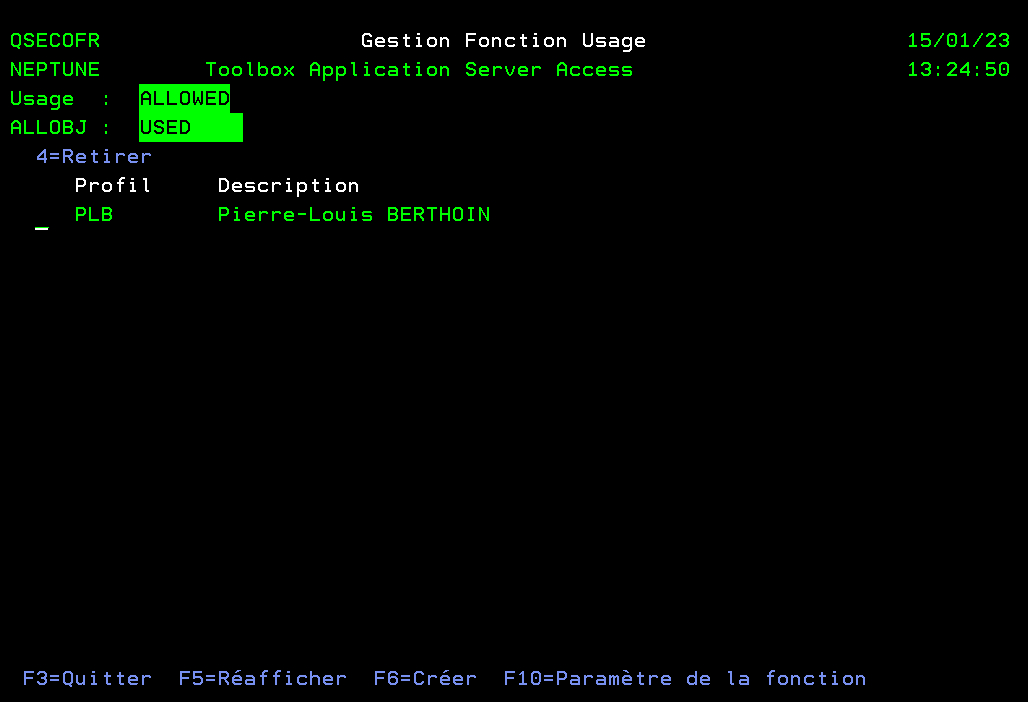 QSECOFR Gestion Fonction Usage 15/01/23
NEPTUNE Toolbox Application Server Access 13:24:50
Usage : ALLOWED
ALLOBJ : USED
4=Retirer
Profil Description
_ PLB Pierre-Louis BERTHOIN
F3=Quitter F5=Réafficher F6=Créer F10=Paramètre de la fonction